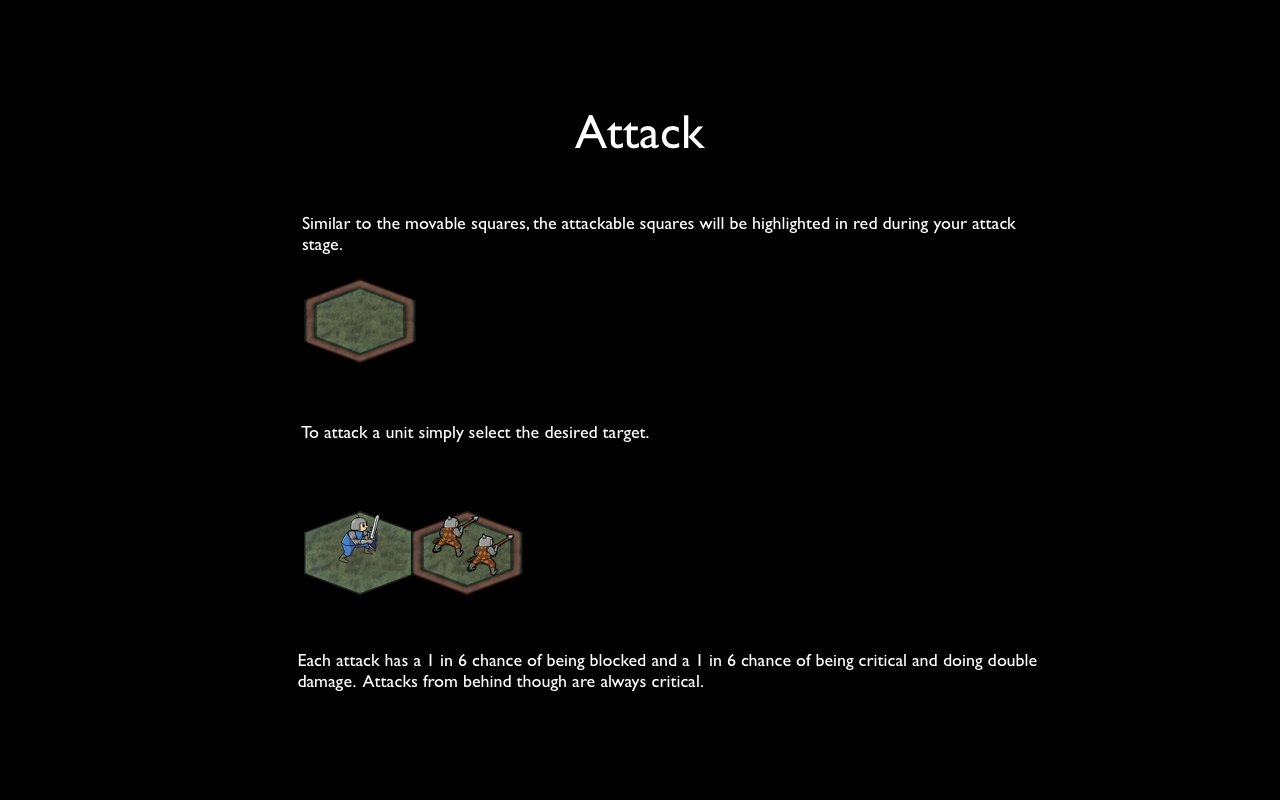 Attack
Similar to the movable squares, the attackable squares will be highlighted in red during your attack
stage.
To attack a unit simply select the desired target.
Each attack has a 1 in 6 chance of being blocked and a 1 in 6 chance of being critical and doing double
damage. Attacks from behind though are always critical.